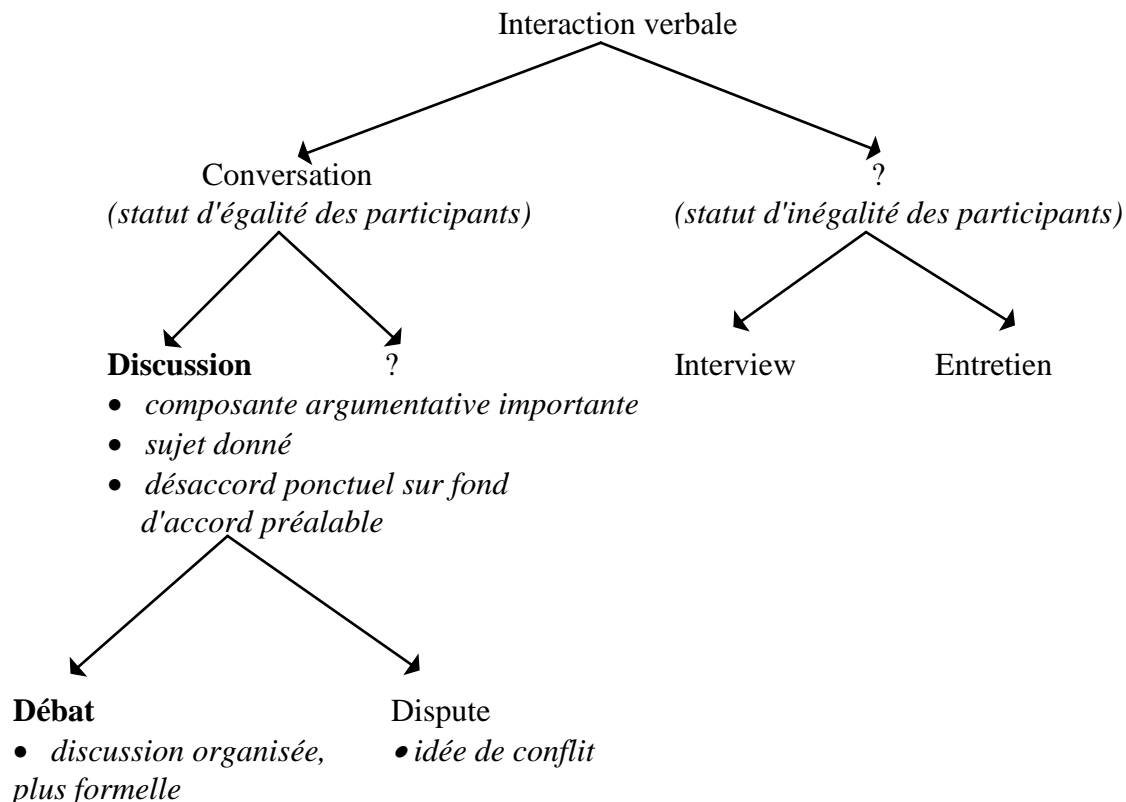 Interaction verbale
Conversation
?
(statut d'égalité des participants)
(statut d'inégalité des participants)
Discussion
?
Interview
Entretien
• composante argumentative importante
• sujet donné
• désaccord ponctuel sur fond
d'accord préalable
Débat
Dispute
• discussion organisée,
plus formelle
• idée de conflit